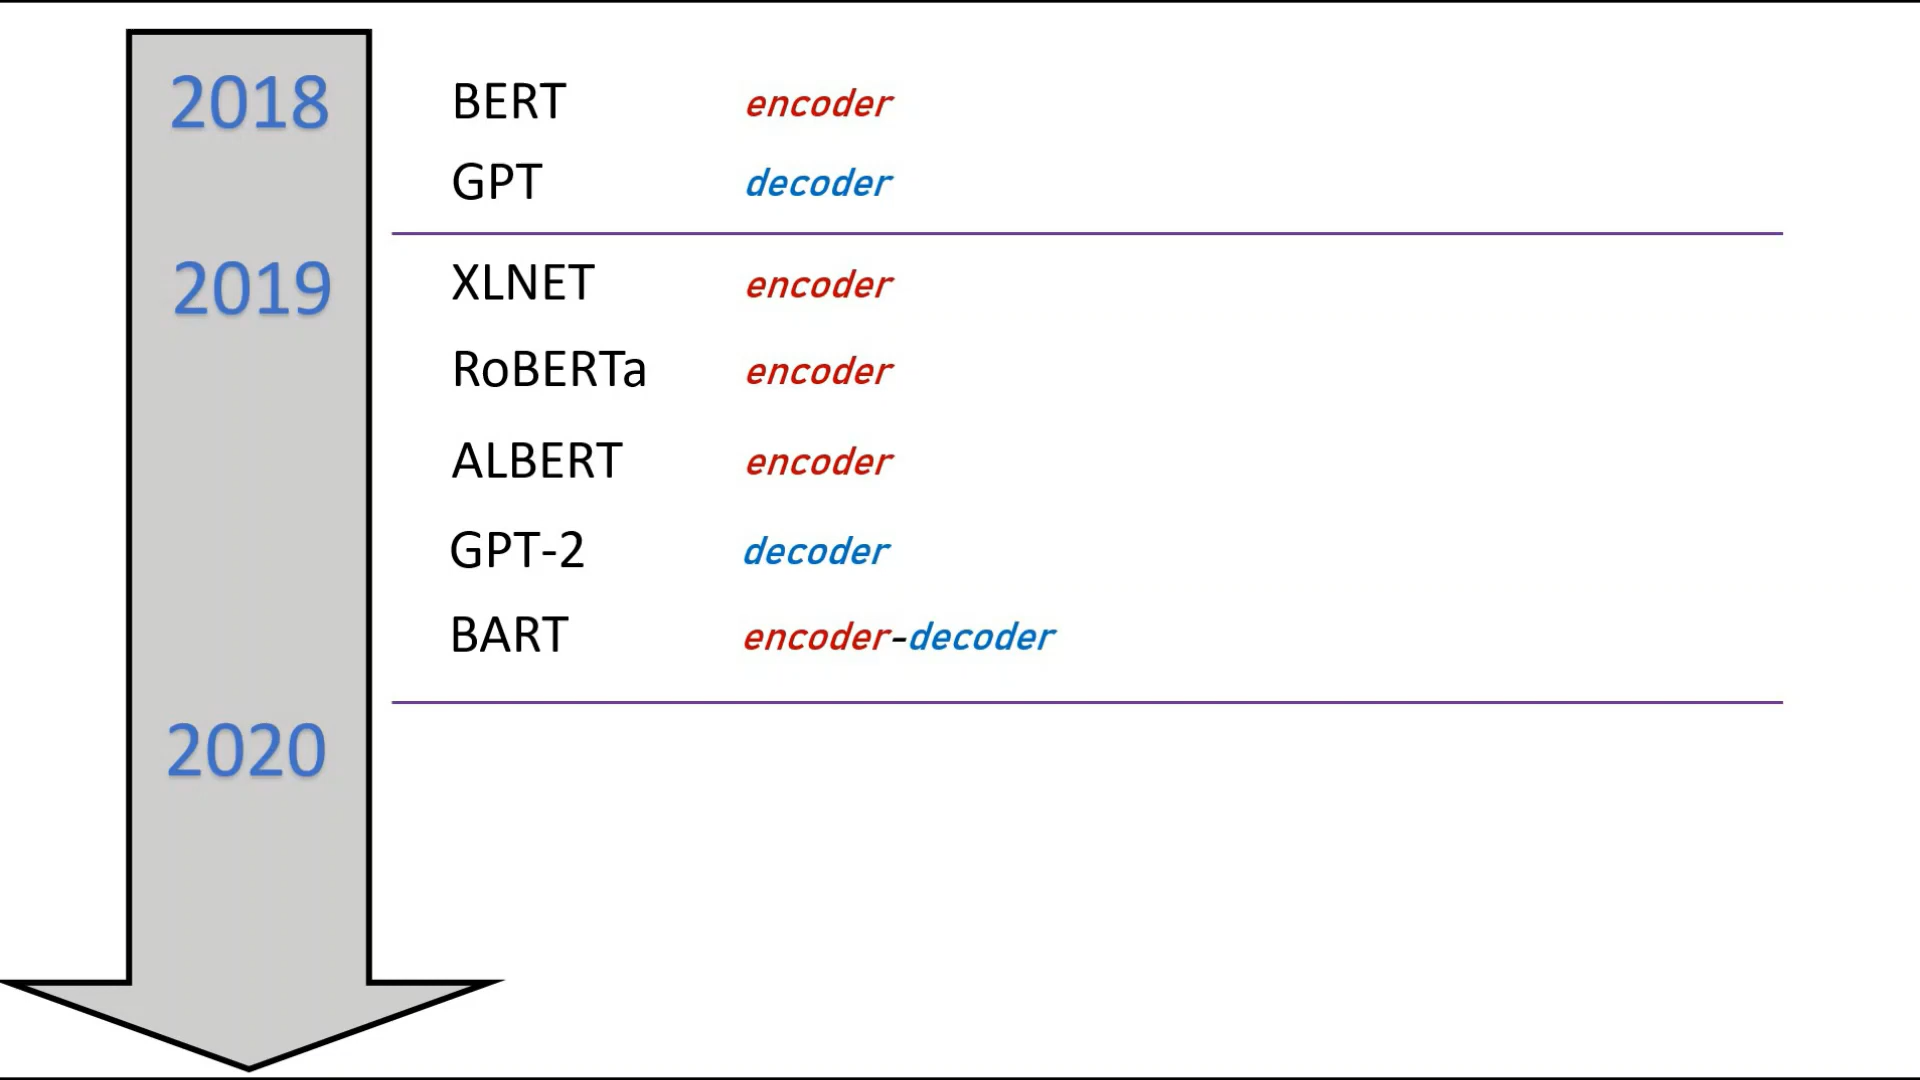 2018 BERT encoder
GPT decoder
2019 XLNET encoder
RoBERTa encoder
ALBERT encoder
GPT-2 decoder
BART encoder-decoder
2020